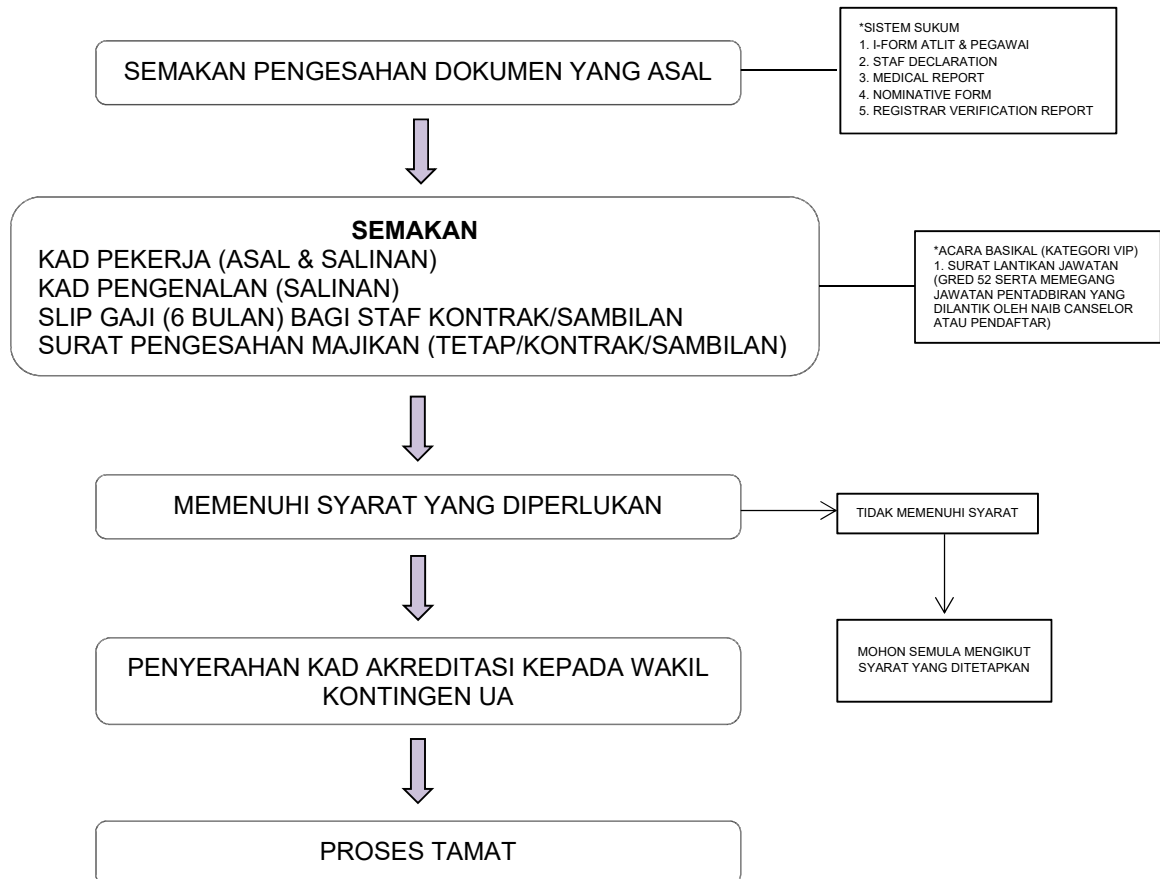 SEMAKAN PENGESAHAN DOKUMEN YANG ASAL
*SISTEM SUKUM
1. I-FORM ATLIT & PEGAWAI
2. STAF DECLARATION
3. MEDICAL REPORT
4. NOMINATIVE FORM
5. REGISTRAR VERIFICATION REPORT
SEMAKAN
KAD PEKERJA (ASAL & SALINAN)
KAD PENGENALAN (SALINAN)
SLIP GAJI (6 BULAN) BAGI STAF KONTRAK/SAMBILAN
SURAT PENGESAHAN MAJIKAN (TETAP/KONTRAK/SAMBILAN)
*ACARA BASIKAL (KATEGORI VIP)
1. SURAT LANTIKAN JAWATAN
(GRED 52 SERTA MEMEGANG
JAWATAN PENTADBIRAN YANG
DILANTIK OLEH NAIB CANSELOR
ATAU PENDAFTAR)
MEMENUHI SYARAT YANG DIPERLUKAN
TIDAK MEMENUHI SYARAT
MOHON SEMULA MENGIKUT
SYARAT YANG DITETAPKAN
PENYERAHAN KAD AKREDITASI KEPADA WAKIL
KONTINGEN UA
PROSES TAMAT